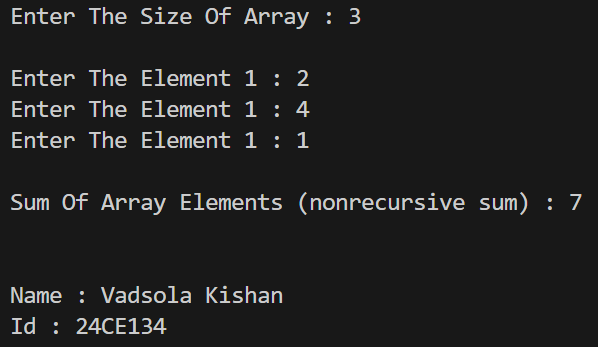 Enter The Size Of Array : 3
Enter The Element 1 : 2
Enter The Element 1 : 4
Enter The Element 1 : 1
Sum Of Array Elements (nonrecursive sum) : 7
Name : Vadsola Kishan
Id : 24CE134